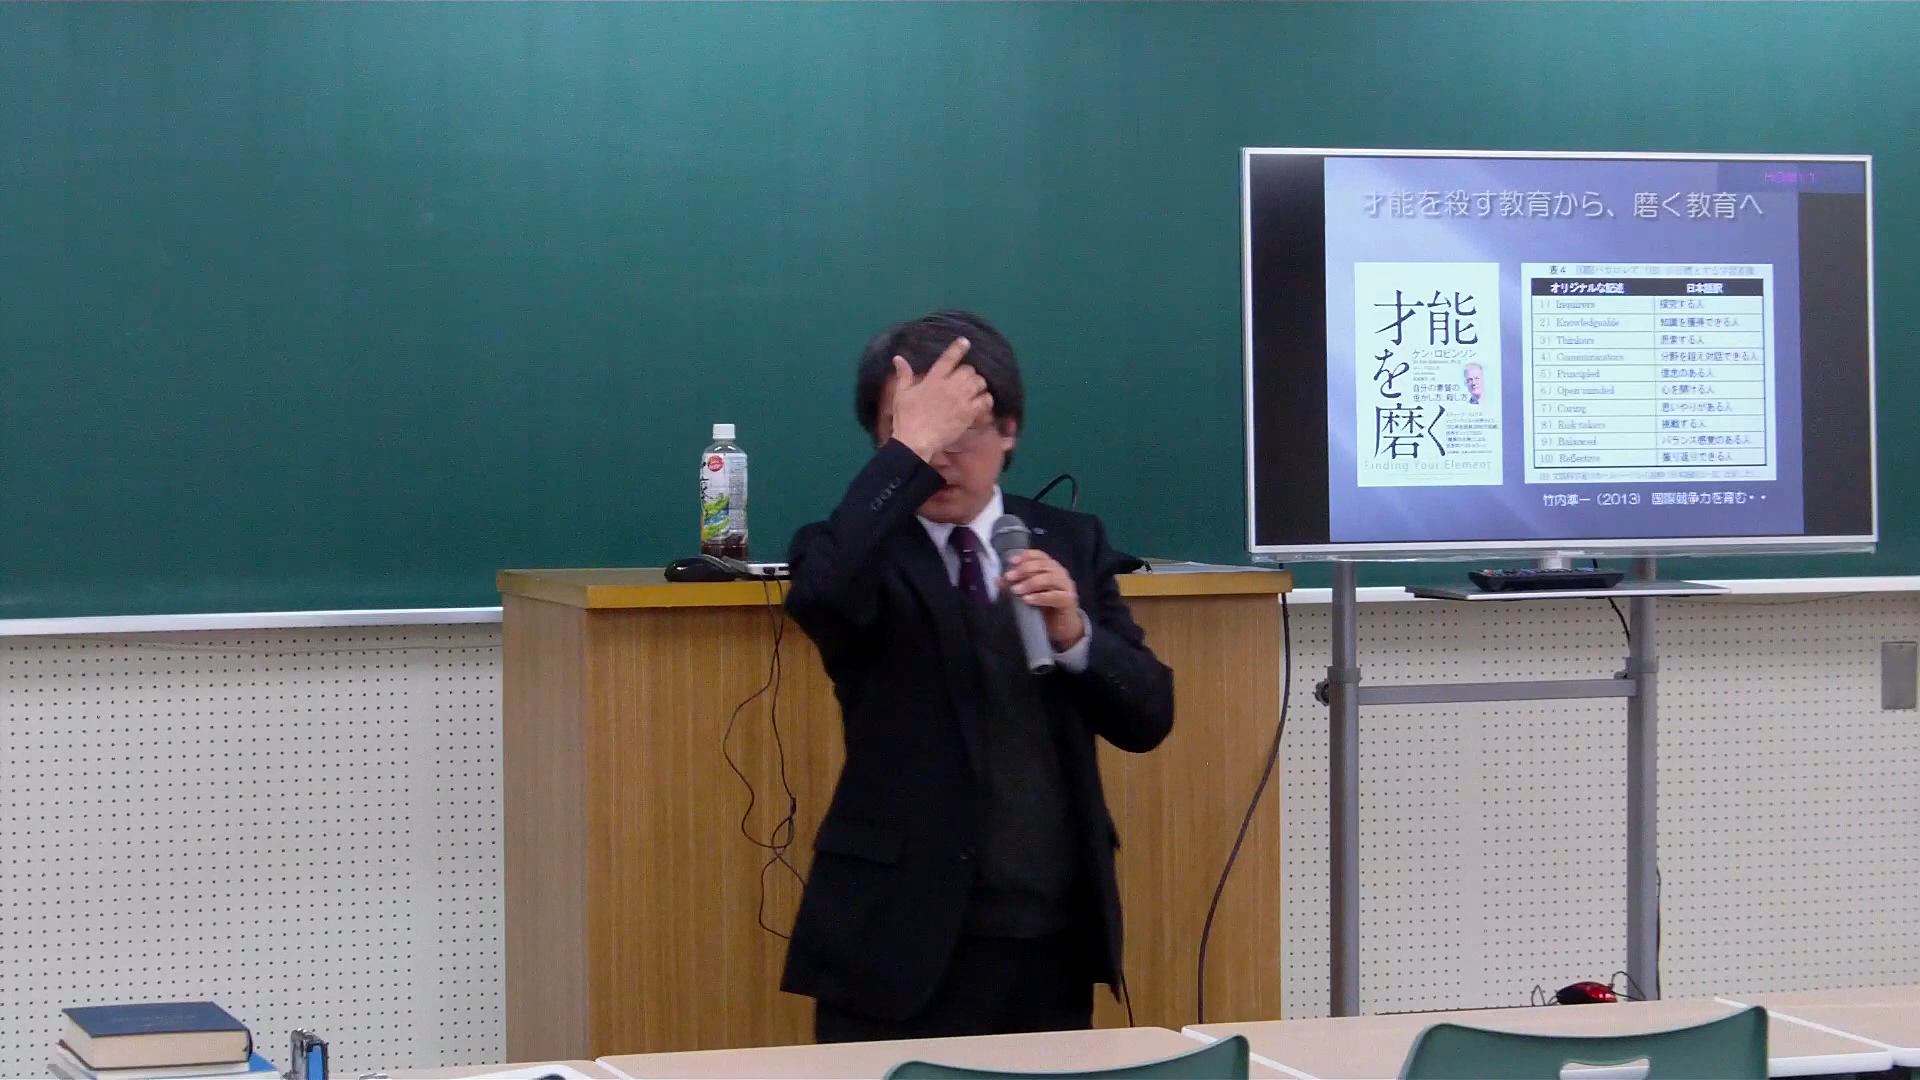 HDMI 1
才能を殺す教育から、磨く教育へ
才能
を
磨く
ケン・ロビンソン
自分の素質の
生かし方、殺し方
Finding Your Element
表4
オリジナルな記述 日本語訳
1) Inquirers 探究する人
2) Knowledgeable 知識を獲得できる人
3) Thinkers 思索する人
4) Communicators 分野を超え対話できる人
5) Principled 信念のある人
6) Open-minded 心を開ける人
7) Caring 思いやりがある人
8) Risk-takers 挑戦する人
9) Balanced バランス感覚のある人
10) Reflective 振り返りできる人
竹内準一（2013） 国際競争力を育む・・